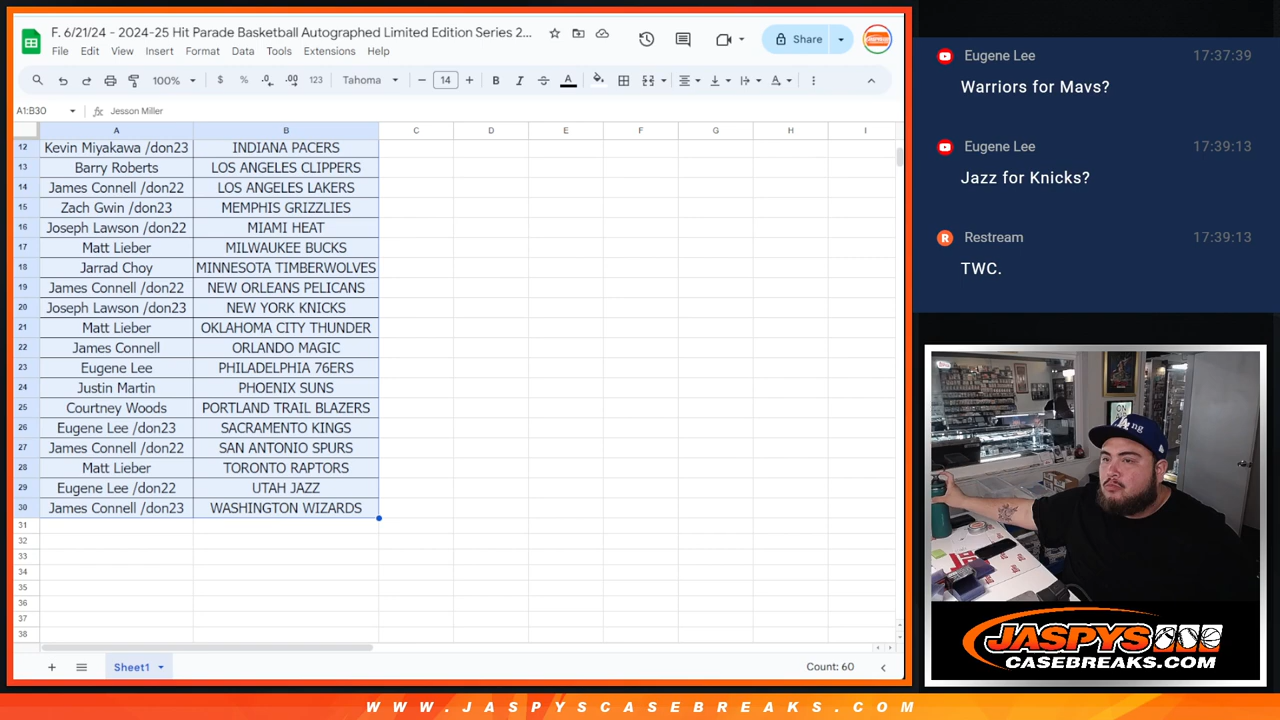 F. 6/21/24 - 2024-25 Hit Parade Basketball Autographed Limited Edition Series 2...
File Edit View Insert Format Data Tools Extensions Help
Share
100% $ % .0 .00 123 Tahoma 14
A1:B30 fx Jesson Miller
A B C D E F G H I
12 Kevin Miyakawa /don23 INDIANA PACERS
13 Barry Roberts LOS ANGELES CLIPPERS
14 James Connell /don22 LOS ANGELES LAKERS
15 Zach Gwin /don23 MEMPHIS GRIZZLIES
16 Joseph Lawson /don22 MIAMI HEAT
17 Matt Lieber MILWAUKEE BUCKS
18 Jarrad Choy MINNESOTA TIMBERWOLVES
19 James Connell /don22 NEW ORLEANS PELICANS
20 Joseph Lawson /don23 NEW YORK KNICKS
21 Matt Lieber OKLAHOMA CITY THUNDER
22 James Connell ORLANDO MAGIC
23 Eugene Lee PHILADELPHIA 76ERS
24 Justin Martin PHOENIX SUNS
25 Courtney Woods PORTLAND TRAIL BLAZERS
26 Eugene Lee /don23 SACRAMENTO KINGS
27 James Connell /don22 SAN ANTONIO SPURS
28 Matt Lieber TORONTO RAPTORS
29 Eugene Lee /don22 UTAH JAZZ
30 James Connell /don23 WASHINGTON WIZARDS
31
32
33
34
35
36
37
38
Sheet1
Count: 60
Eugene Lee 17:37:39
Warriors for Mavs?
Eugene Lee 17:39:13
Jazz for Knicks?
Restream 17:39:13
TWC.
JASPYS
CASEBREAKS.COM
WWW.JASPYSCASEBREAKS.COM